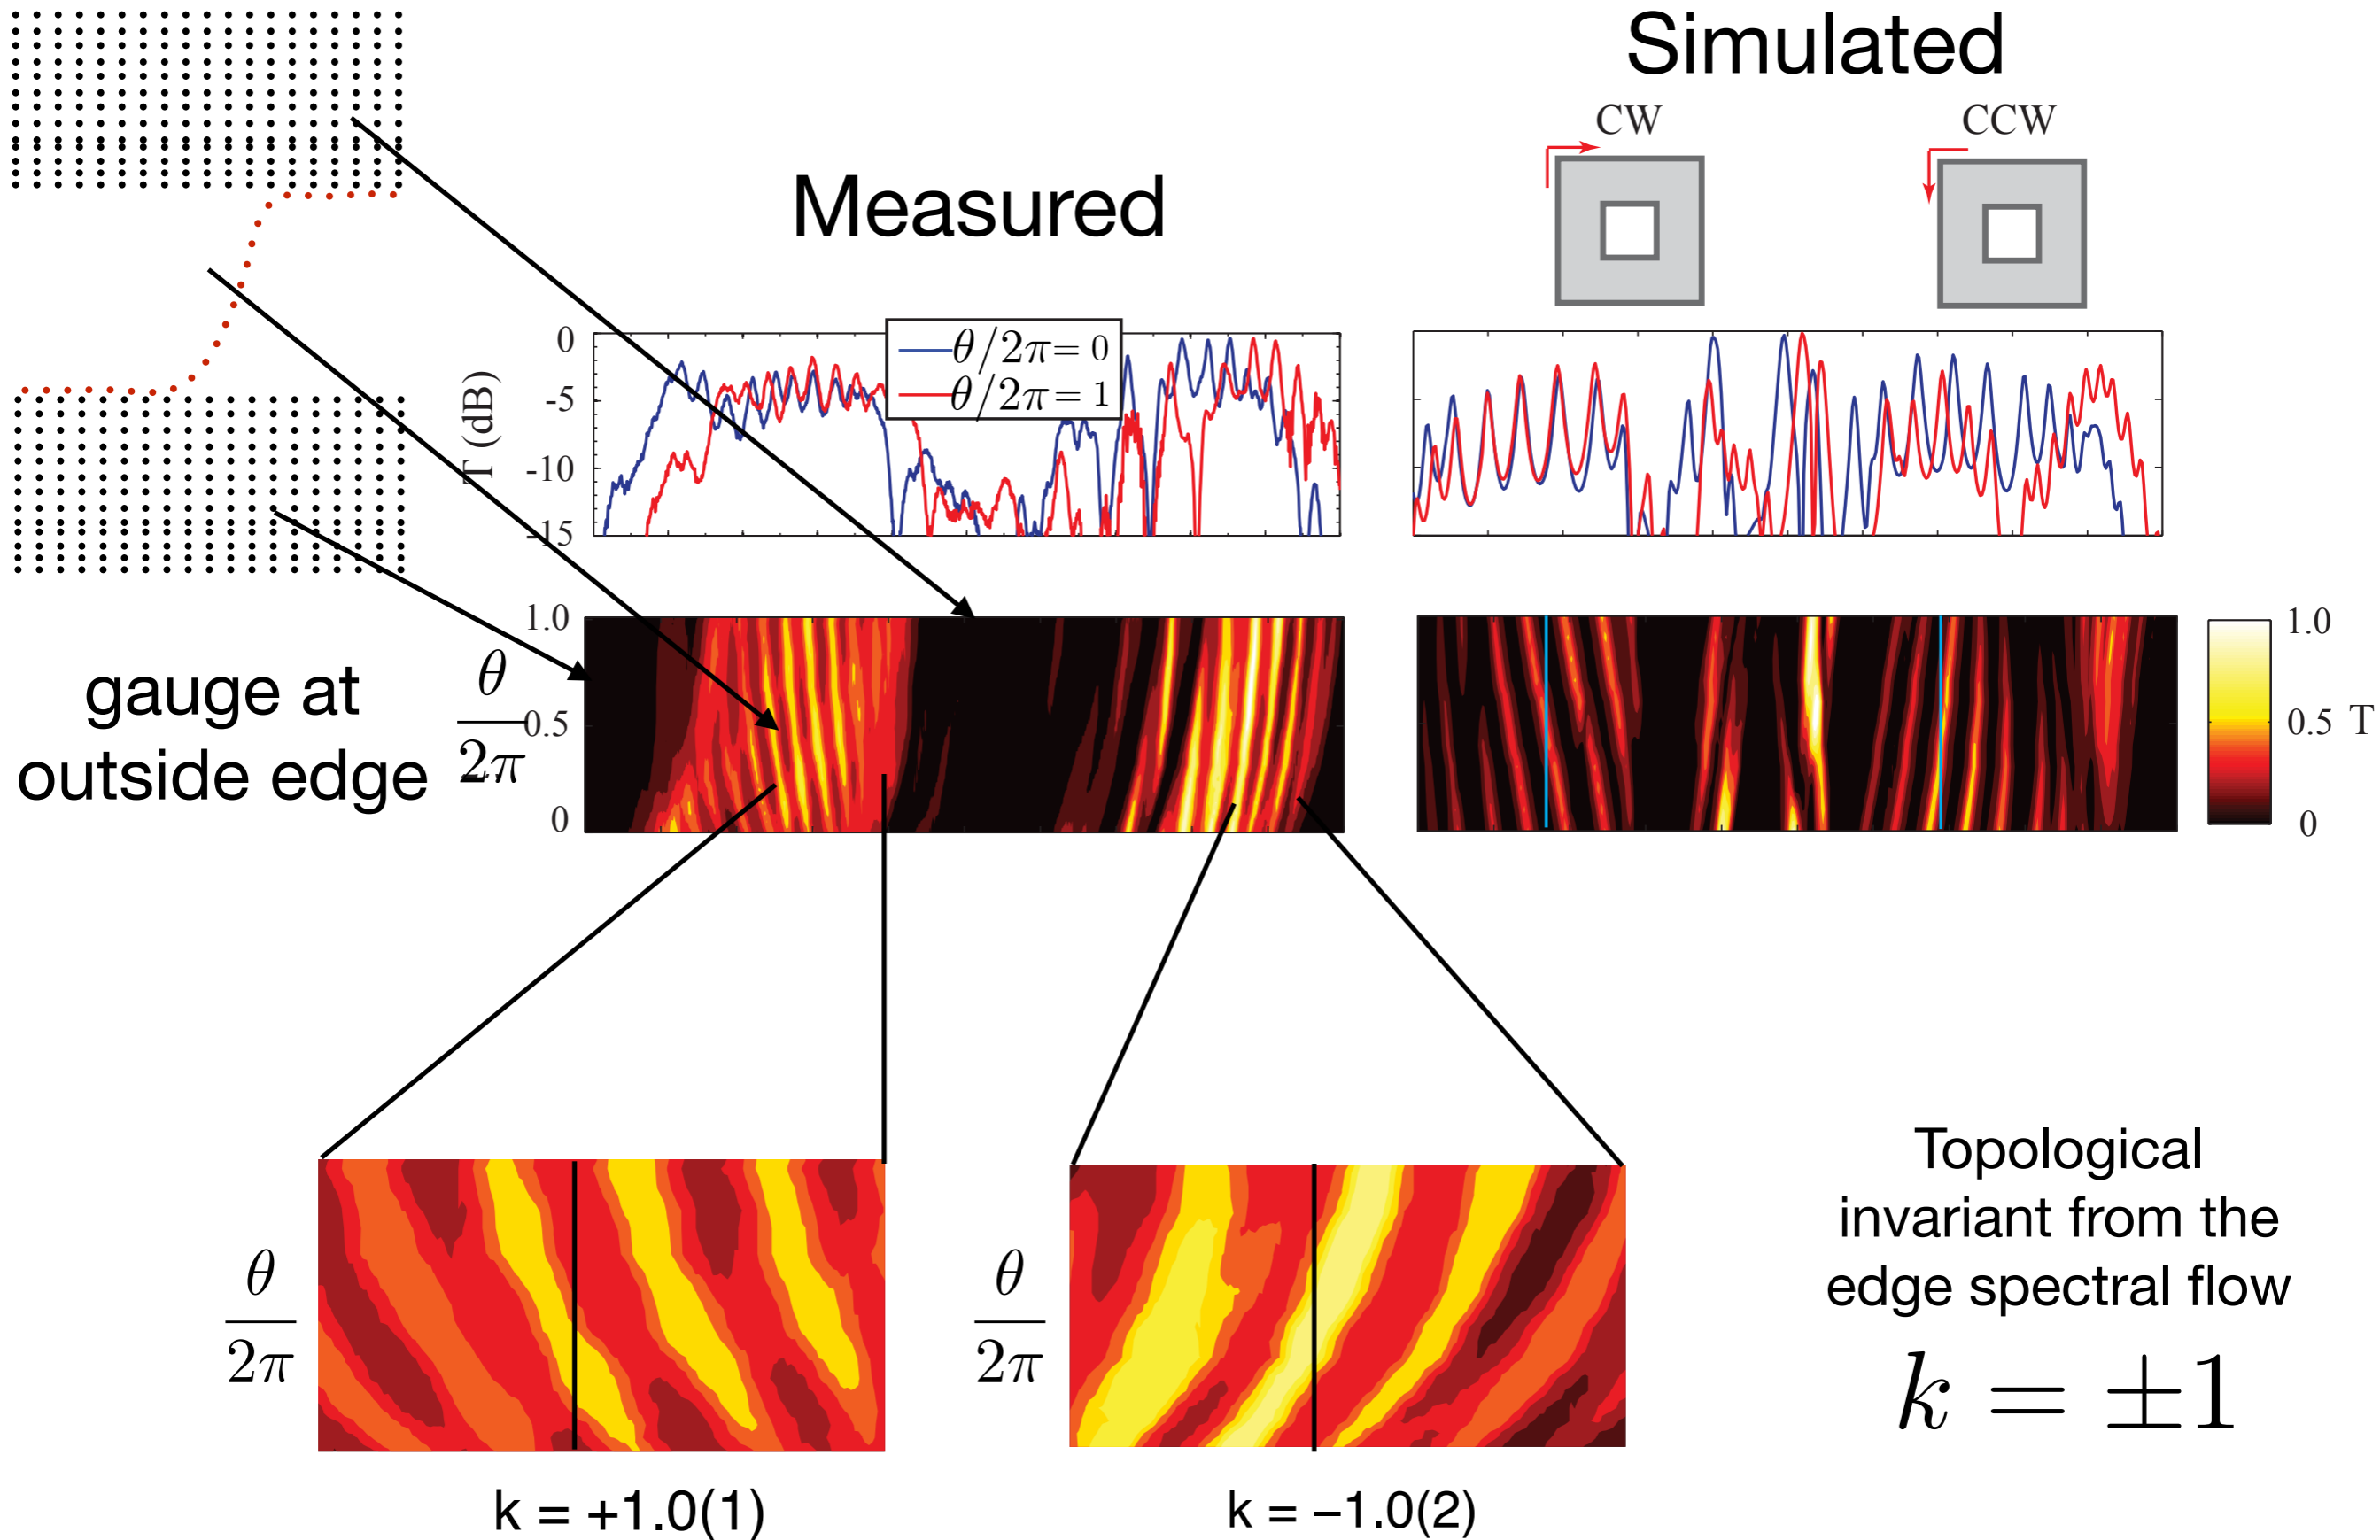 Simulated
CW
CCW
Measured
T (dB)
0
-5
-10
-15
θ/2π = 0
θ/2π = 1
gauge at
outside edge
θ
2π
1.0
0.5
0
1.0
0.5 T
0
θ
2π
θ
2π
Topological
invariant from the
edge spectral flow
k = ±1
k = +1.0(1)
k = –1.0(2)